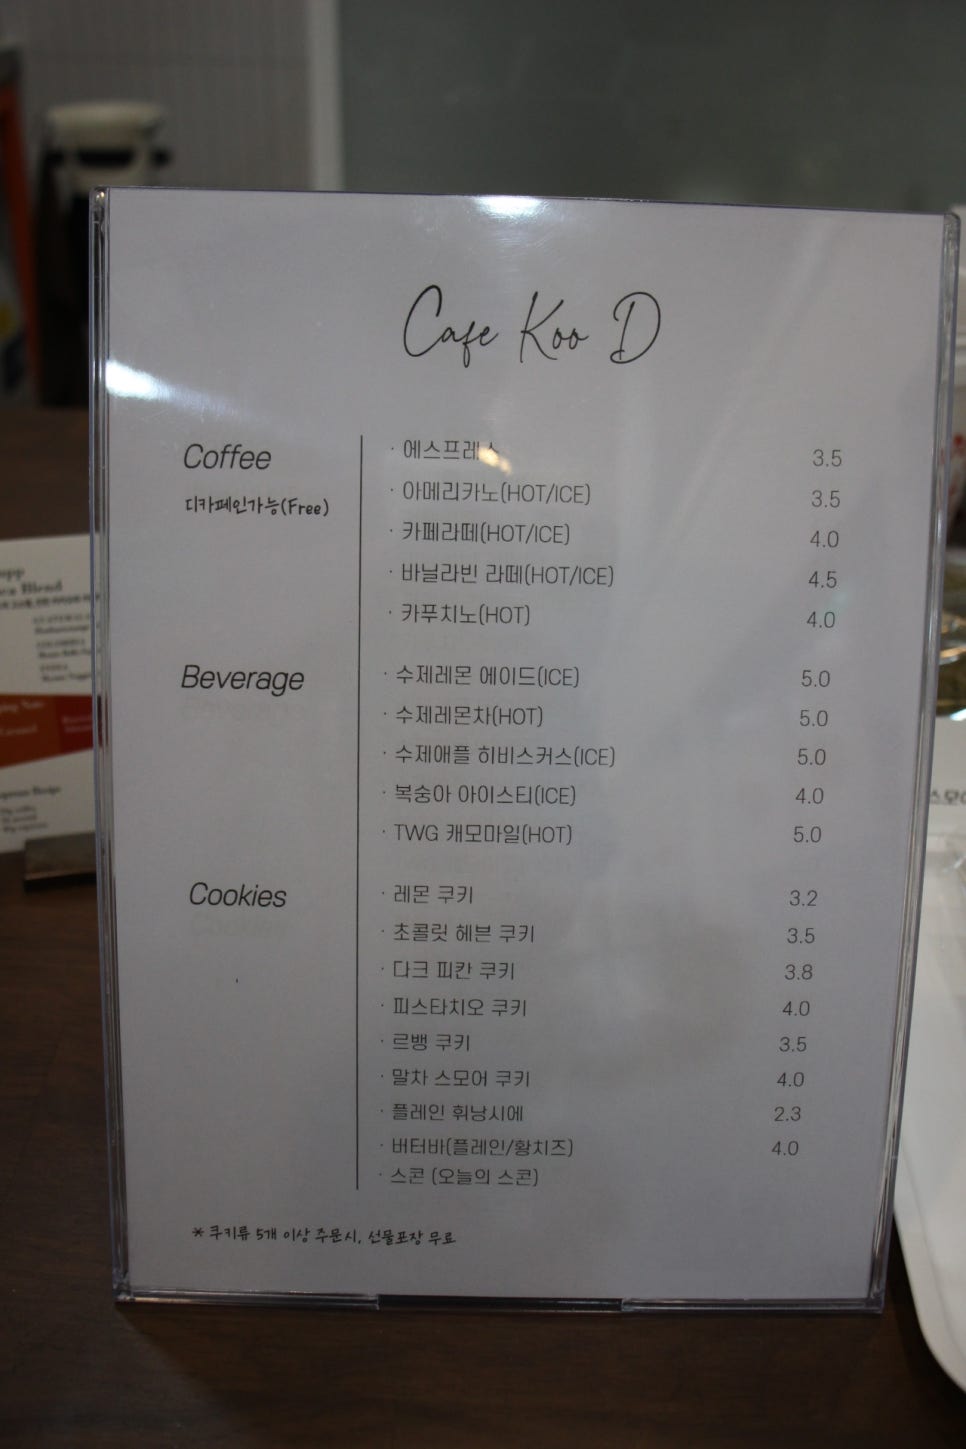 Cafe Koo D
Coffee
디카페인가능(Free)
· 에스프레소 3.5
· 아메리카노(HOT/ICE) 3.5
· 카페라떼(HOT/ICE) 4.0
· 바닐라빈 라떼(HOT/ICE) 4.5
· 카푸치노(HOT) 4.0
Beverage
· 수제레몬 에이드(ICE) 5.0
· 수제레몬차(HOT) 5.0
· 수제애플 히비스커스(ICE) 5.0
· 복숭아 아이스티(ICE) 4.0
· TWG 캐모마일(HOT) 5.0
Cookies
· 레몬 쿠키 3.2
· 초콜릿 헤븐 쿠키 3.5
· 다크 피칸 쿠키 3.8
· 피스타치오 쿠키 4.0
· 르뱅 쿠키 3.5
· 말차 스모어 쿠키 4.0
· 플레인 휘낭시에 2.3
· 버터바(플레인/황치즈) 4.0
· 스콘 (오늘의 스콘)
* 쿠키류 5개 이상 주문시, 선물포장 무료